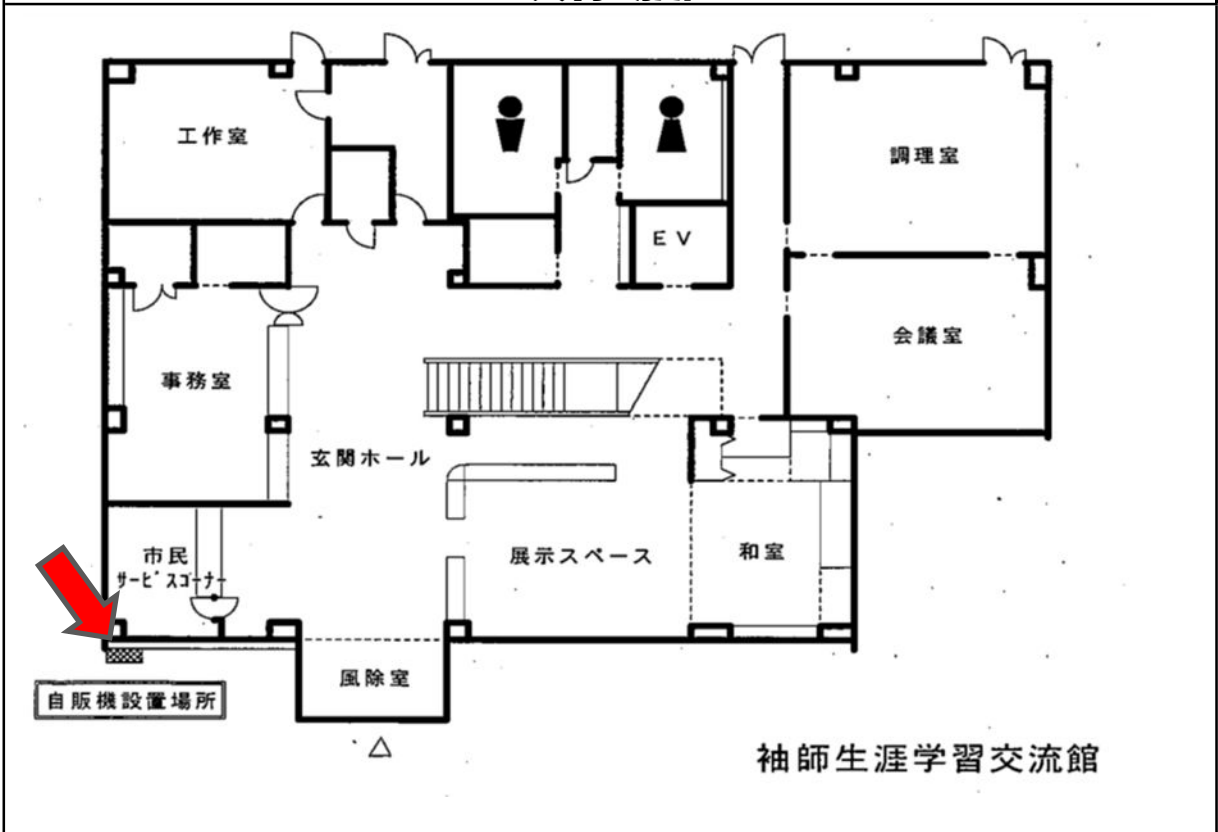 工作室
調理室
EV
会議室
事務室
玄関ホール
市民
サービスコーナー
展示スペース
和室
風除室
自販機設置場所
袖師生涯学習交流館